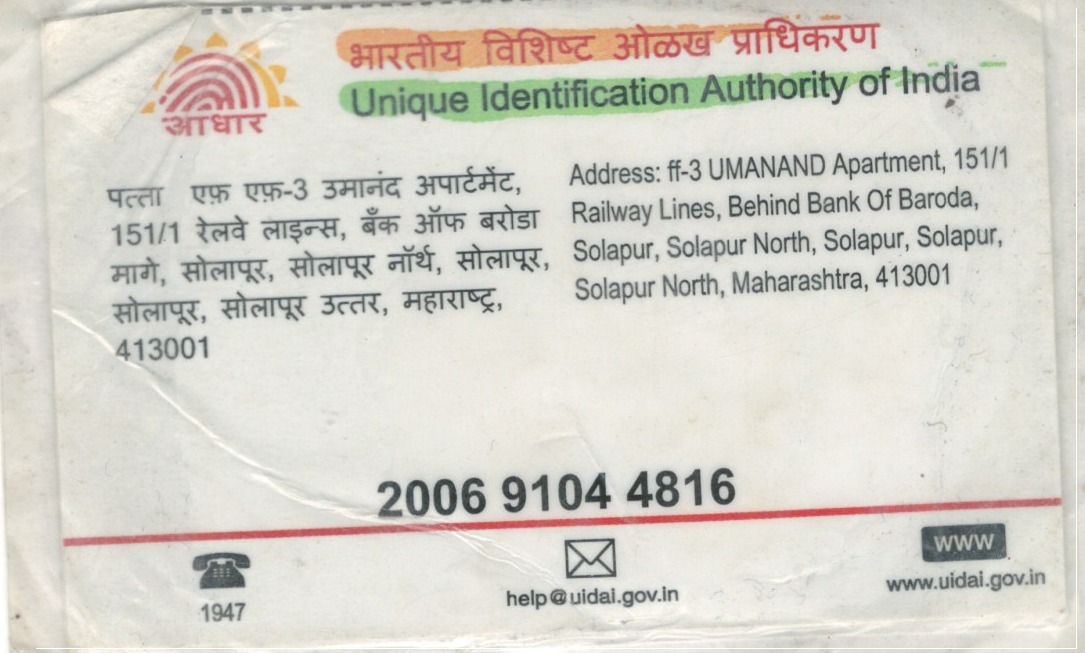 भारतीय विशिष्ट ओळख प्राधिकरण
Unique Identification Authority of India
आधार
पत्ता एफ़ एफ़-3 उमानंद अपार्टमेंट,
151/1 रेलवे लाइन्स, बँक ऑफ बरोडा
मागे, सोलापूर, सोलापूर नॉर्थ, सोलापूर,
सोलापूर, सोलापूर उत्तर, महाराष्ट्र,
413001
Address: ff-3 UMANAND Apartment, 151/1
Railway Lines, Behind Bank Of Baroda,
Solapur, Solapur North, Solapur, Solapur,
Solapur North, Maharashtra, 413001
2006 9104 4816
1947
help@uidai.gov.in
WWW
www.uidai.gov.in